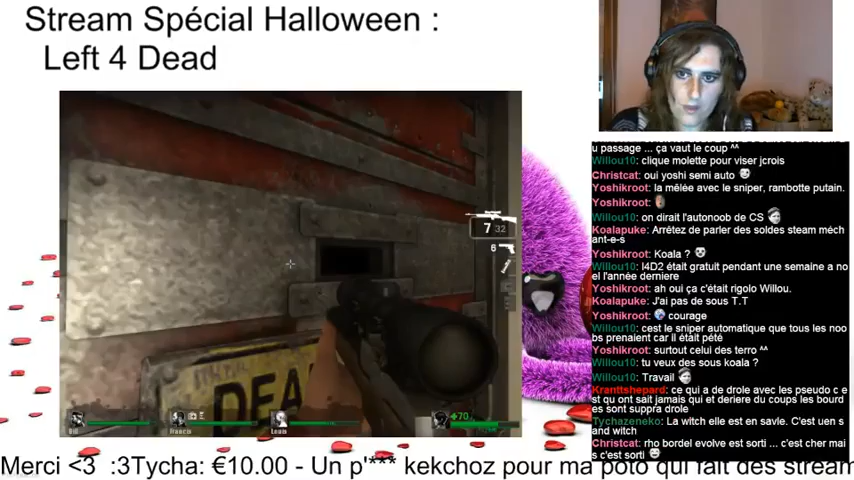 Stream Spécial Halloween :
Left 4 Dead
u passage ... ça vaut le coup ^^
Willou10: clique molette pour viser jcrois
Christcat: oui yoshi semi auto
Yoshikroot: la mêlée avec le sniper, rambotte putain.
Yoshikroot:
Willou10: on dirait l'autonoob de CS
Koalapuke: Arrêtez de parler des soldes steam méch
ant-e-s
Yoshikroot: Koala ?
Willou10: l4D2 était gratuit pendant une semaine a no
el l'année derniere
Yoshikroot: ah oui ça c'était rigolo Willou.
Koalapuke: J'ai pas de sous T.T
Yoshikroot: courage
Willou10: cest le sniper automatique que tous les noo
bs prenaient car il était pété
Yoshikroot: surtout celui des terro ^^
Willou10: tu veux des sous koala ?
Willou10: Travail
Kranttshepard: ce qui a de drole avec les pseudo c e
st qu ont sait jamais qui et deriere du coups les bourd
es sont suppra drole
Tychazeneko: La witch elle est en savle. C'est uen s
and witch
Christcat: rho bordel evolve est sorti ... c'est cher mai
s c'est sorti
7 32
6
DEA
Bill
Francis
Louis
+70
Merci <3 :3Tycha: €10.00 - Un p'*** kekchoz pour ma poto qui fait des stream